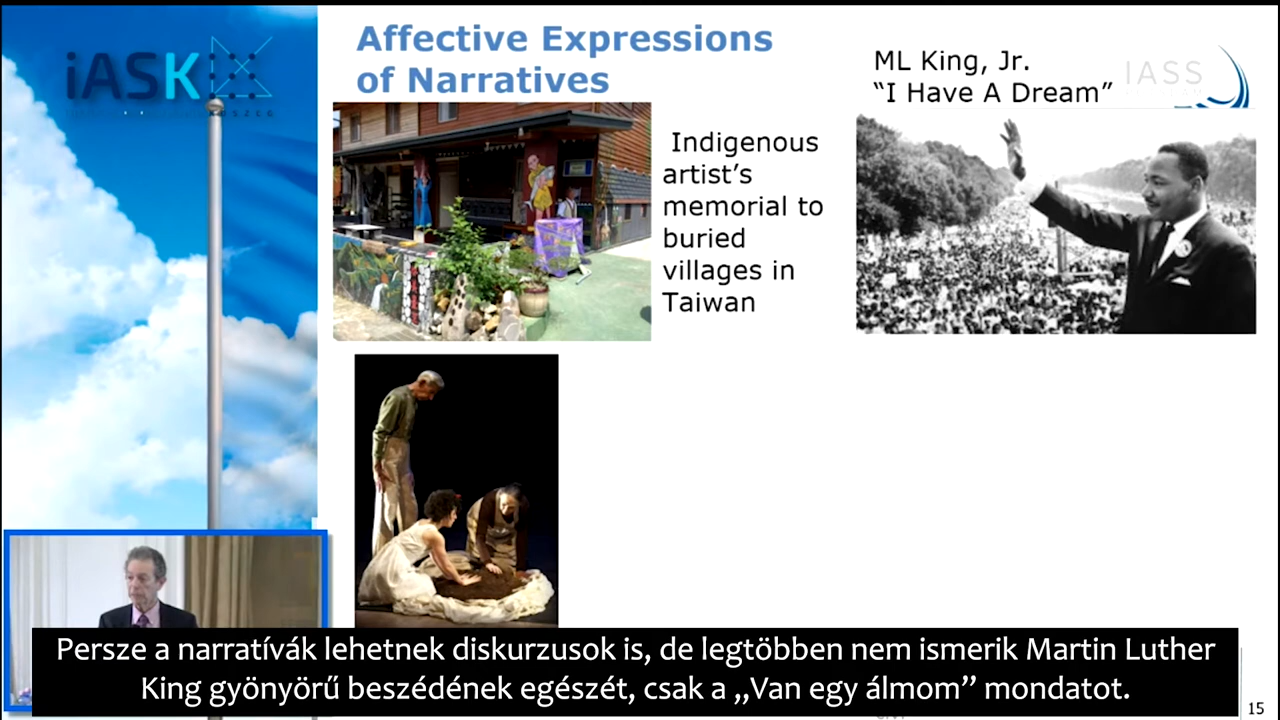 iASK
KOSZEG
Affective Expressions
of Narratives
ML King, Jr.
“I Have A Dream”
IASS
Indigenous
artist’s
memorial to
buried
villages in
Taiwan
Persze a narratívák lehetnek diskurzusok is, de legtöbben nem ismerik Martin Luther
King gyönyörű beszédének egészét, csak a „Van egy álmom” mondatot.
15